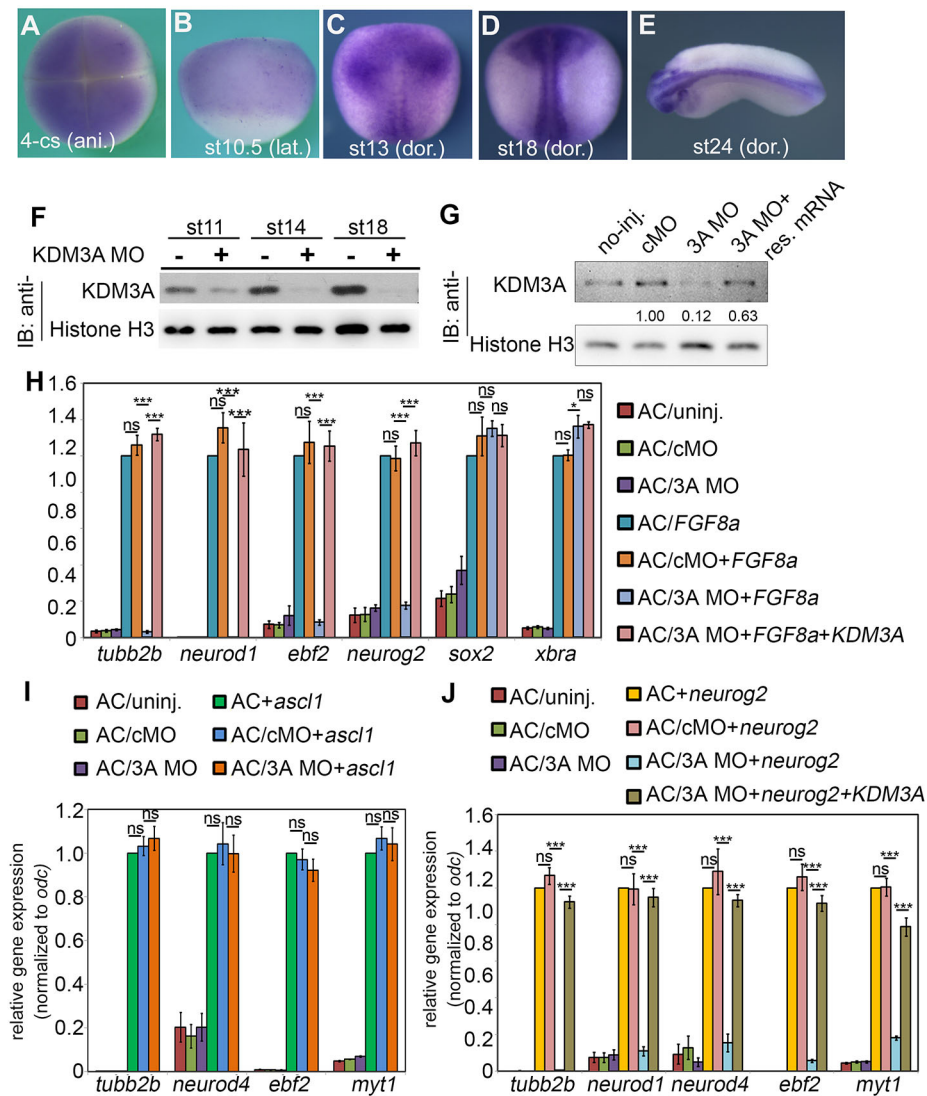 A B C D E
4-cs (ani.) st10.5 (lat.) st13 (dor.) st18 (dor.) st24 (dor.)
F
st11 st14 st18
KDM3A MO - + - + - +
IB: anti-
KDM3A
Histone H3
G
no-inj. cMO 3A MO 3A MO+ res. mRNA
IB: anti-
KDM3A
1.00 0.12 0.63
Histone H3
H
1.6
1.4
1.2
1.0
0.8
0.6
0.4
0.2
0
ns *** ***
ns *** ***
ns *** ***
ns *** ***
ns ns ns
ns * ns
tubb2b neurod1 ebf2 neurog2 sox2 xbra
AC/uninj.
AC/cMO
AC/3A MO
AC/FGF8a
AC/cMO+FGF8a
AC/3A MO+FGF8a
AC/3A MO+FGF8a+KDM3A
I
AC/uninj. AC+ascl1
AC/cMO AC/cMO+ascl1
AC/3A MO AC/3A MO+ascl1
relative gene expression
(normalized to odc)
1.2
1.0
0.8
0.6
0.4
0.2
0
ns ns ns ns ns ns ns ns
tubb2b neurod4 ebf2 myt1
J
AC/uninj. AC+neurog2
AC/cMO AC/cMO+neurog2
AC/3A MO AC/3A MO+neurog2
AC/3A MO+neurog2+KDM3A
relative gene expression
(normalized to odc)
1.6
1.4
1.2
1.0
0.8
0.6
0.4
0.2
0
ns *** ***
ns *** ***
ns *** ***
ns *** ***
ns *** ***
tubb2b neurod1 neurod4 ebf2 myt1